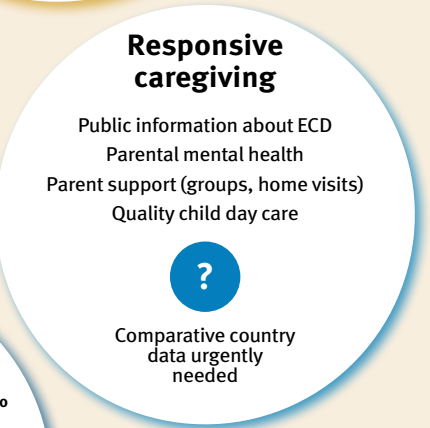 Responsive
caregiving
Public information about ECD
Parental mental health
Parent support (groups, home visits)
Quality child day care
?
Comparative country
data urgently
needed
o